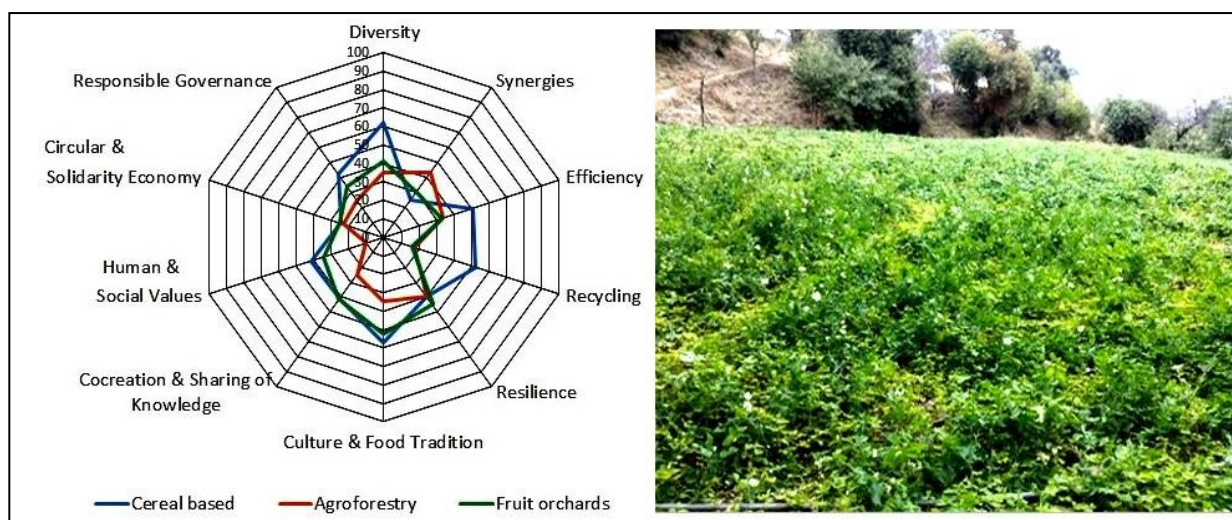 Diversity
Synergies
Efficiency
Recycling
Resilience
Culture & Food Tradition
Cocreation & Sharing of
Knowledge
Human &
Social Values
Circular &
Solidarity Economy
Responsible Governance
100
90
80
70
60
50
40
30
20
10
Cereal based
Agroforestry
Fruit orchards